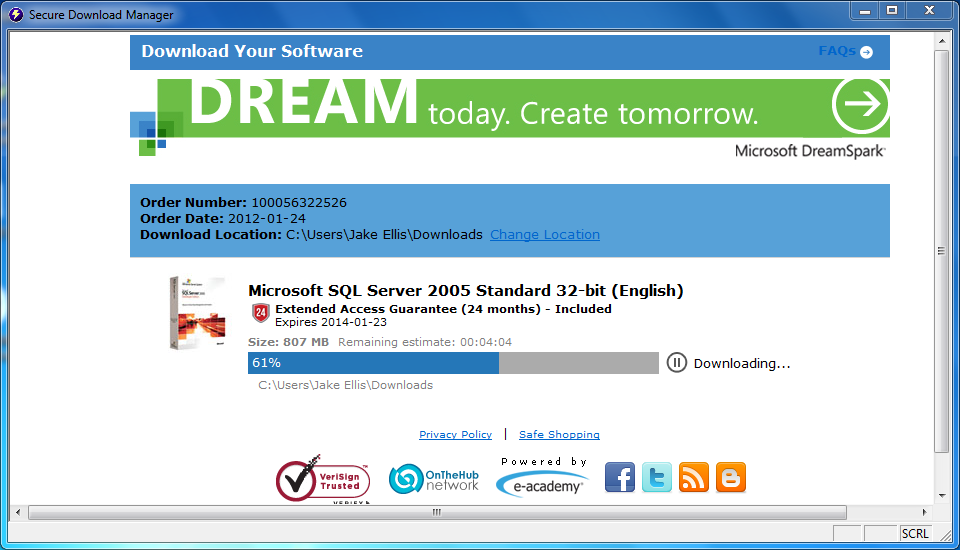 Secure Download Manager
Download Your Software
FAQs
DREAM today. Create tomorrow.
Microsoft DreamSpark
Order Number: 100056322526
Order Date: 2012-01-24
Download Location: C:\Users\Jake Ellis\Downloads Change Location
Microsoft SQL Server 2005 Standard 32-bit (English)
24 Extended Access Guarantee (24 months) - Included
Expires 2014-01-23
Size: 807 MB Remaining estimate: 00:04:04
61% Downloading...
C:\Users\Jake Ellis\Downloads
Privacy Policy | Safe Shopping
VeriSign
Trusted
VERIFY
OnTheHub
network
Powered by
e-academy
SCRL